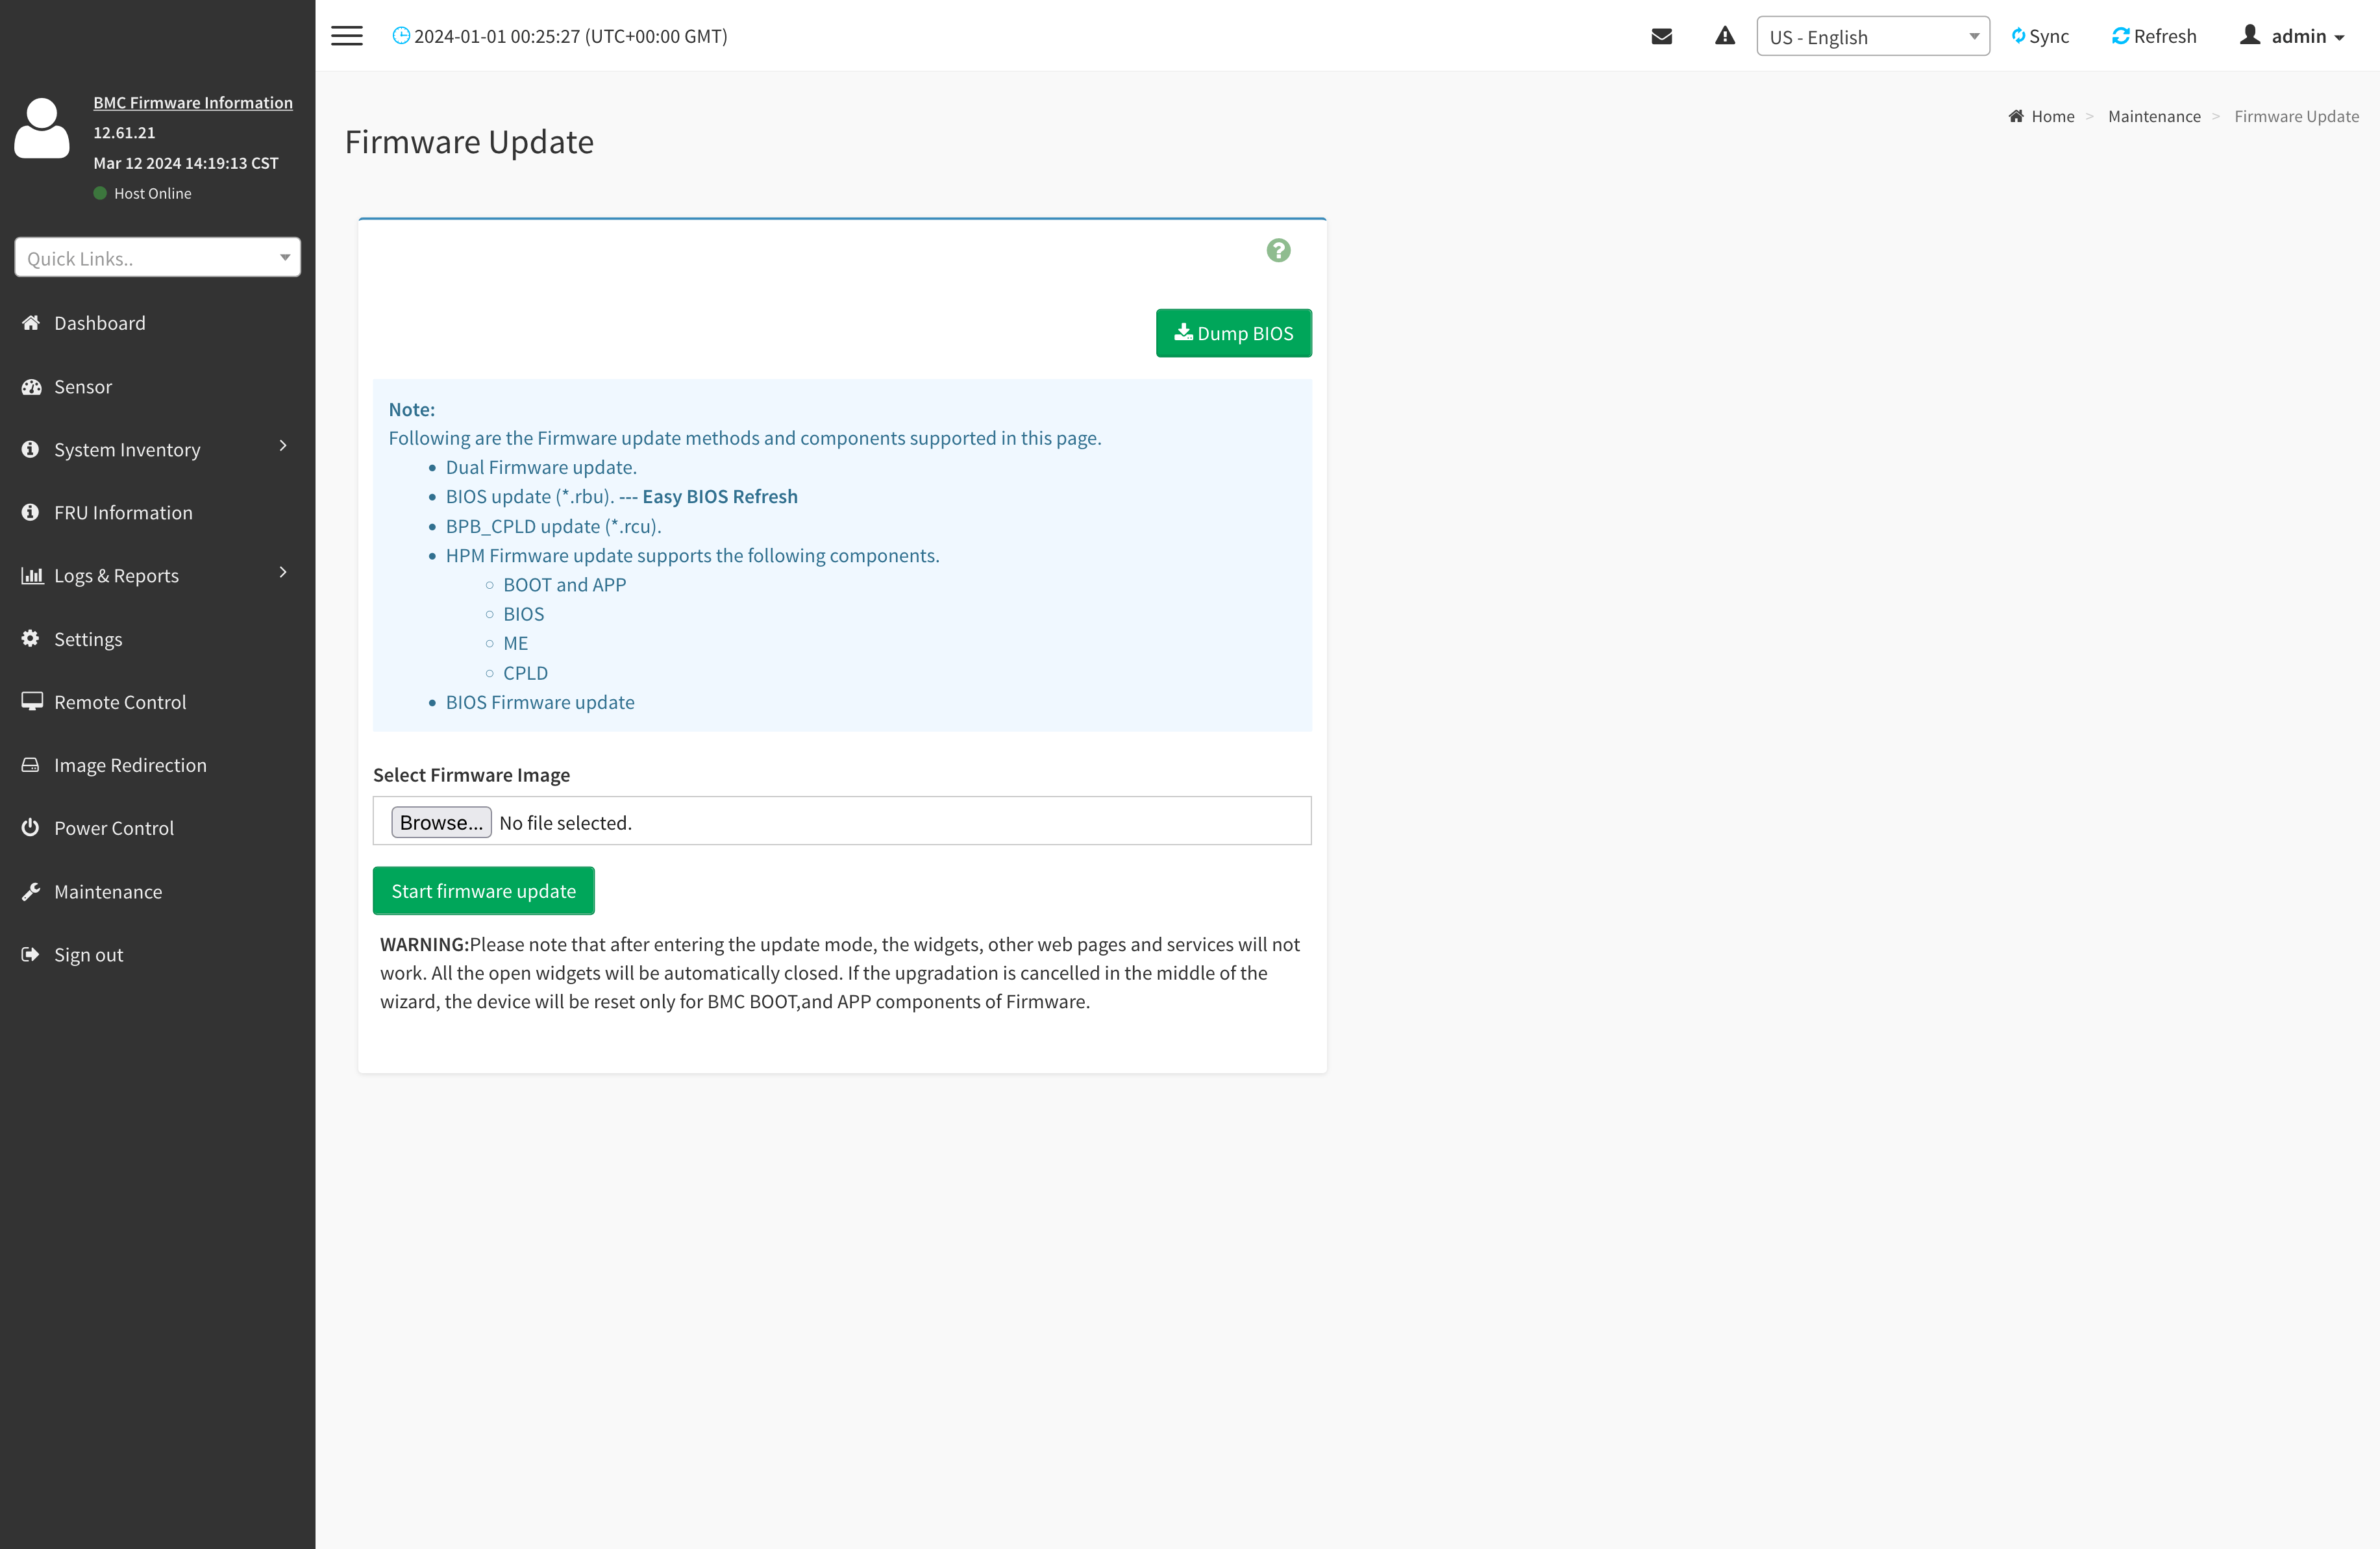 2024-01-01 00:25:27 (UTC+00:00 GMT)
US - English
Sync
Refresh
admin
BMC Firmware Information
12.61.21
Mar 12 2024 14:19:13 CST
Host Online
Quick Links..
Dashboard
Sensor
System Inventory
FRU Information
Logs & Reports
Settings
Remote Control
Image Redirection
Power Control
Maintenance
Sign out
Home > Maintenance > Firmware Update
Firmware Update
?
Dump BIOS
Note:
Following are the Firmware update methods and components supported in this page.
• Dual Firmware update.
• BIOS update (*.rbu). --- Easy BIOS Refresh
• BPB_CPLD update (*.rcu).
• HPM Firmware update supports the following components.
○ BOOT and APP
○ BIOS
○ ME
○ CPLD
• BIOS Firmware update
Select Firmware Image
Browse... No file selected.
Start firmware update
WARNING:Please note that after entering the update mode, the widgets, other web pages and services will not
work. All the open widgets will be automatically closed. If the upgradation is cancelled in the middle of the
wizard, the device will be reset only for BMC BOOT,and APP components of Firmware.